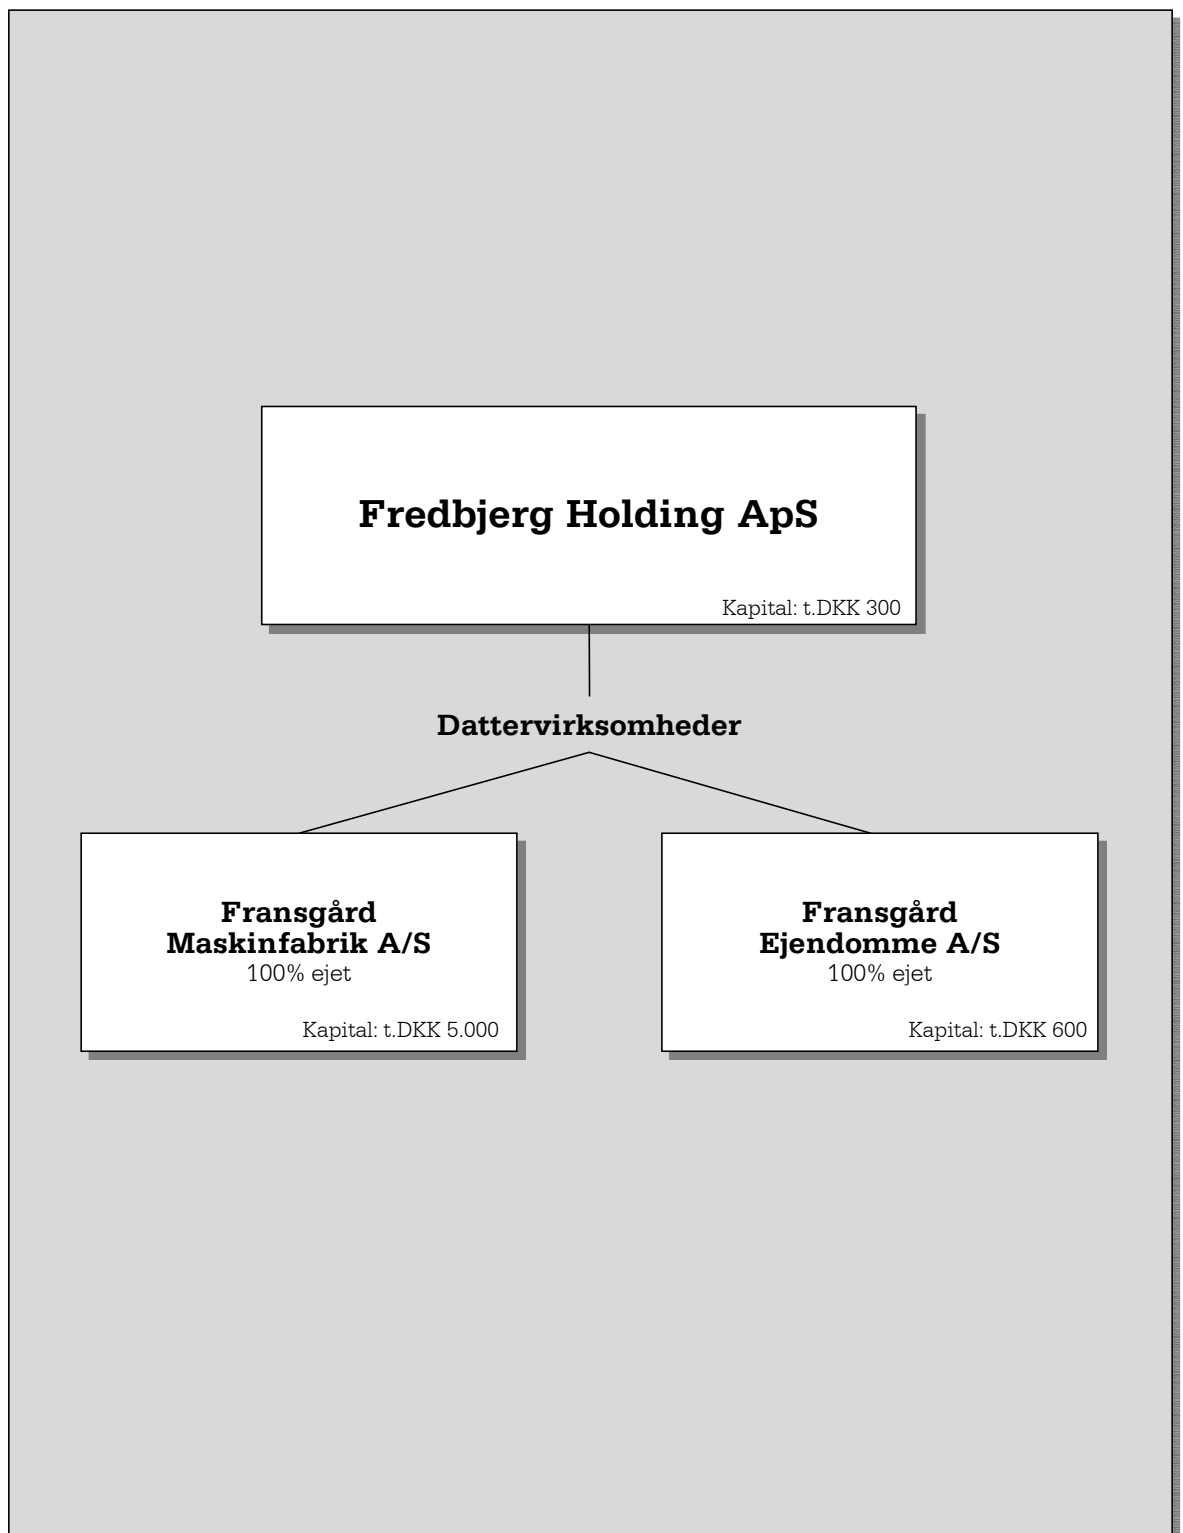 Fredbjerg Holding ApS
Kapital: t.DKK 300
Dattervirksomheder
Fransgård
Maskinfabrik A/S
100% ejet
Kapital: t.DKK 5.000
Fransgård
Ejendomme A/S
100% ejet
Kapital: t.DKK 600